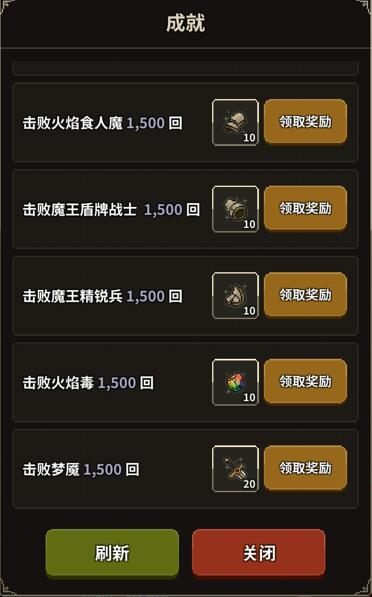 成就
击败火焰食人魔 1,500 回
10
领取奖励
击败魔王盾牌战士 1,500 回
10
领取奖励
击败魔王精锐兵 1,500 回
10
领取奖励
击败火焰毒 1,500 回
10
领取奖励
击败梦魔 1,500 回
20
领取奖励
刷新
关闭